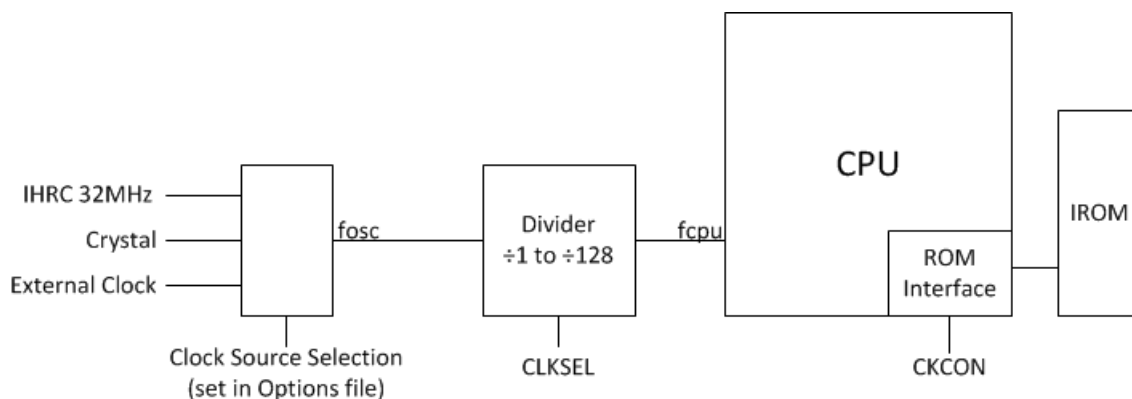 IHRC 32MHz
Crystal
External Clock
fosc
Clock Source Selection
(set in Options file)
Divider
÷1 to ÷128
CLKSEL
fcpu
CPU
ROM
Interface
CKCON
IROM